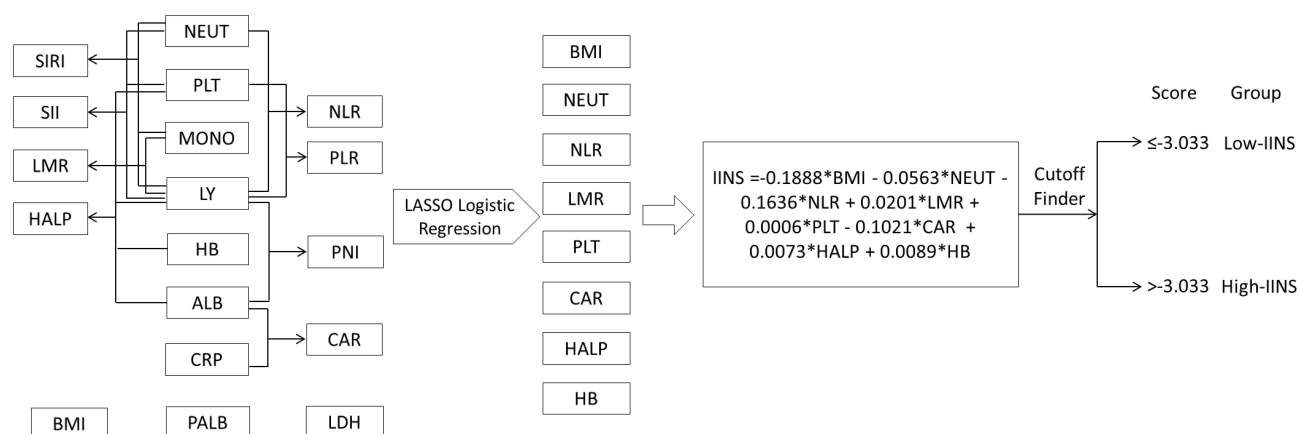 SIRI
SII
LMR
HALP
NEUT
PLT
MONO
LY
HB
ALB
CRP
NLR
PLR
PNI
CAR
BMI
PALB
LDH
LASSO Logistic
Regression
BMI
NEUT
NLR
LMR
PLT
CAR
HALP
HB
IINS =-0.1888*BMI - 0.0563*NEUT -
0.1636*NLR + 0.0201*LMR +
0.0006*PLT - 0.1021*CAR +
0.0073*HALP + 0.0089*HB
Cutoff
Finder
Score Group
≤-3.033 Low-IINS
>-3.033 High-IINS